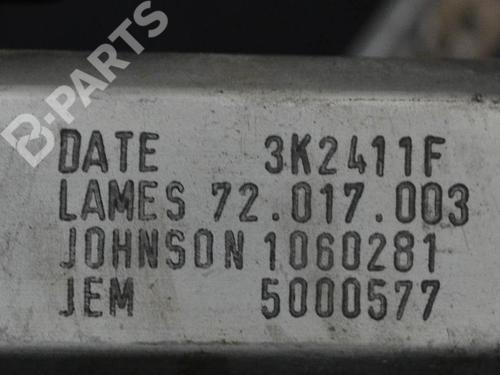 B-PARTS
DATE 3K2411F
LAMES 72.017.003
JOHNSON 1060281
JEM 5000577